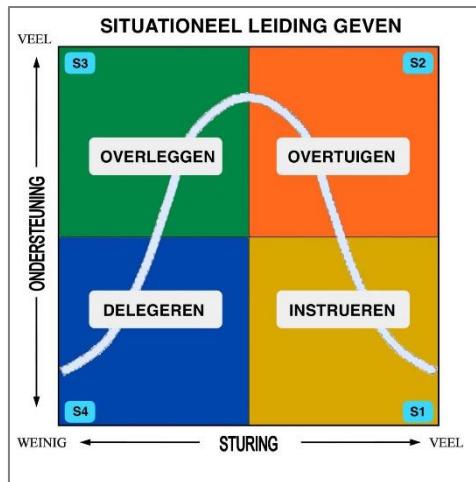 SITUATIONEEL LEIDING GEVEN
VEEL
S3
S2
OVERLEGGEN
OVERTUIGEN
ONDERSTEUNING
DELEGEREN
INSTRUEREN
S4
S1
WEINIG
STURING
VEEL